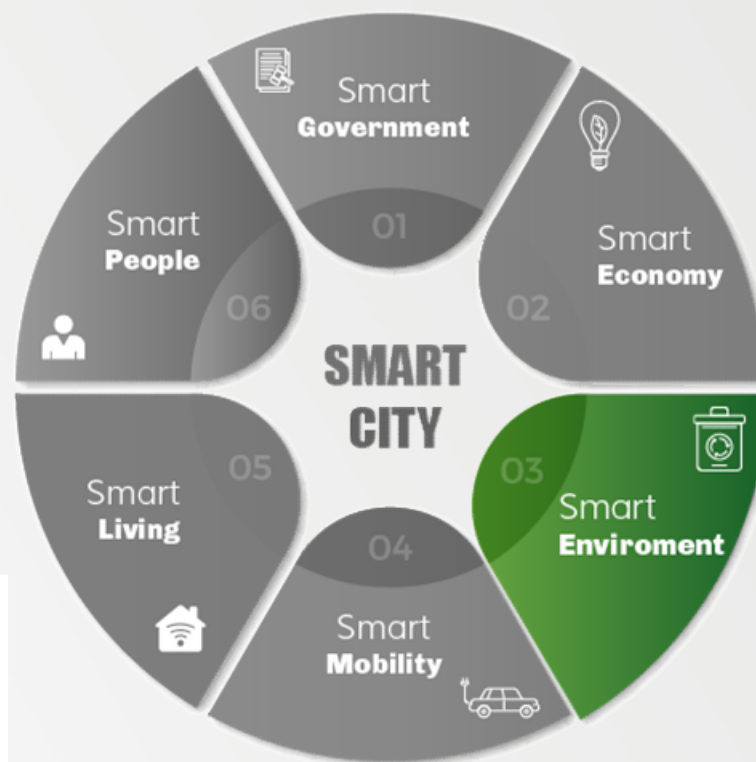 Smart
Government
01
Smart
Economy
02
Smart
Enviroment
03
Smart
Mobility
04
Smart
Living
05
Smart
People
06
SMART
CITY